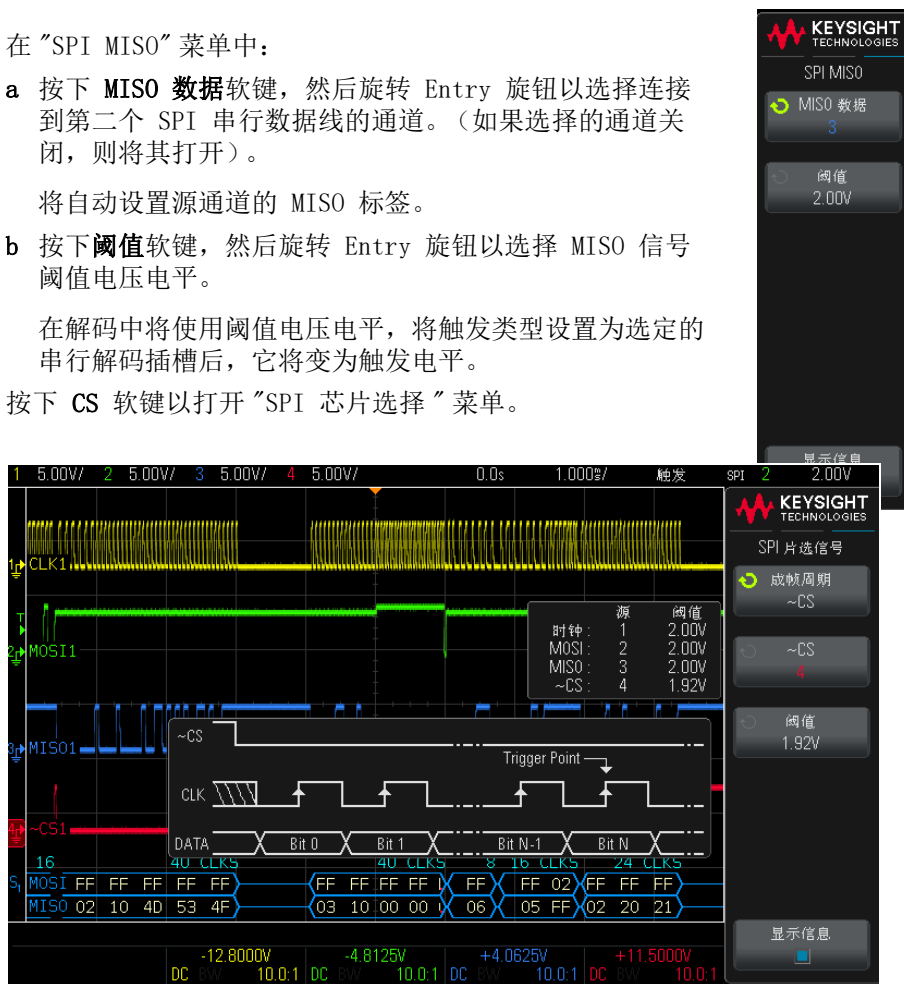 在"SPI MISO"菜单中：
a 按下 MISO 数据软键，然后旋转 Entry 旋钮以选择连接
到第二个 SPI 串行数据线的通道。（如果选择的通道关
闭，则将其打开）。
将自动设置源通道的 MISO 标签。
b 按下阈值软键，然后旋转 Entry 旋钮以选择 MISO 信号
阈值电压电平。
在解码中将使用阈值电压电平，将触发类型设置为选定的
串行解码插槽后，它将变为触发电平。
按下 CS 软键以打开"SPI 芯片选择"菜单。
KEYSIGHT
TECHNOLOGIES
SPI MISO
MISO 数据
3
阈值
2.00V
显示信息
1 5.00V/ 2 5.00V/ 3 5.00V/ 4 5.00V/ 0.0s 1.000㎳/ 触发 SPI 2 2.00V
CLK1
T
MOSI1
源 阈值
时钟： 1 2.00V
MOSI： 2 2.00V
MISO： 3 2.00V
~CS： 4 1.92V
MISO1
~CS
Trigger Point
CLK
DATA Bit 0 Bit 1 Bit N-1 Bit N
~CS1
16 40 CLKS 40 CLKS 8 16 CLKS 24 CLKS
S₁ MOSI FF FF FF FF FF FF FF FF FF FF FF 02 FF FF FF
MISO 02 10 4D 53 4F 03 10 00 00 06 05 FF 02 20 21
KEYSIGHT
TECHNOLOGIES
SPI 片选信号
成帧周期
~CS
~CS
4
阈值
1.92V
显示信息
-12.8000V -4.8125V +4.0625V +11.5000V
DC BW 10.0:1 DC BW 10.0:1 DC BW 10.0:1 DC BW 10.0:1